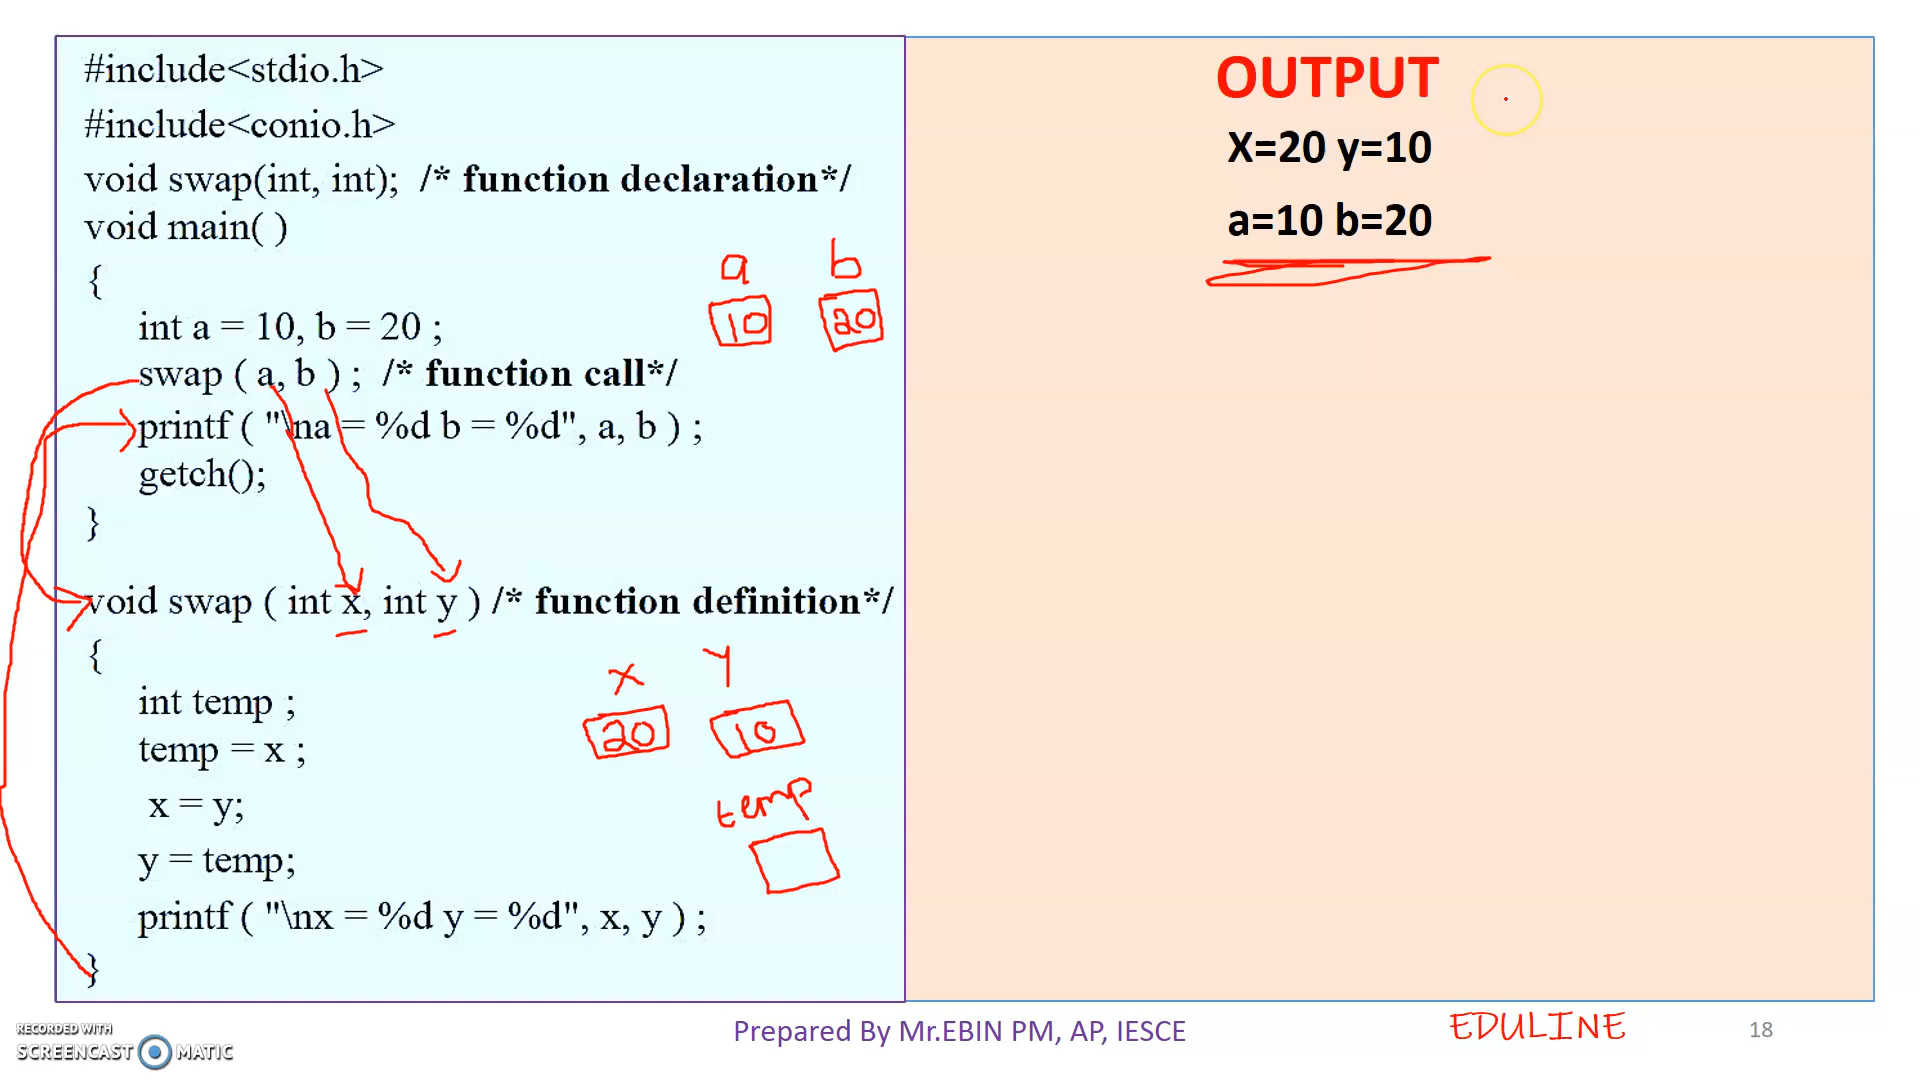 #include<stdio.h>
#include<conio.h>
void swap(int, int);  /* function declaration*/
void main( )
{
int a = 10, b = 20 ;
swap ( a, b ) ;  /* function call*/
printf ( "\na = %d b = %d", a, b ) ;
getch();
}
a b
10 20
void swap ( int x, int y ) /* function definition*/
{
int temp ;
temp = x ;
x = y;
y = temp;
printf ( "\nx = %d y = %d", x, y ) ;
}
x y
20 10
temp
OUTPUT
X=20 y=10
a=10 b=20
RECORDED WITH
SCREENCAST MATIC
Prepared By Mr.EBIN PM, AP, IESCE
EDULINE
18